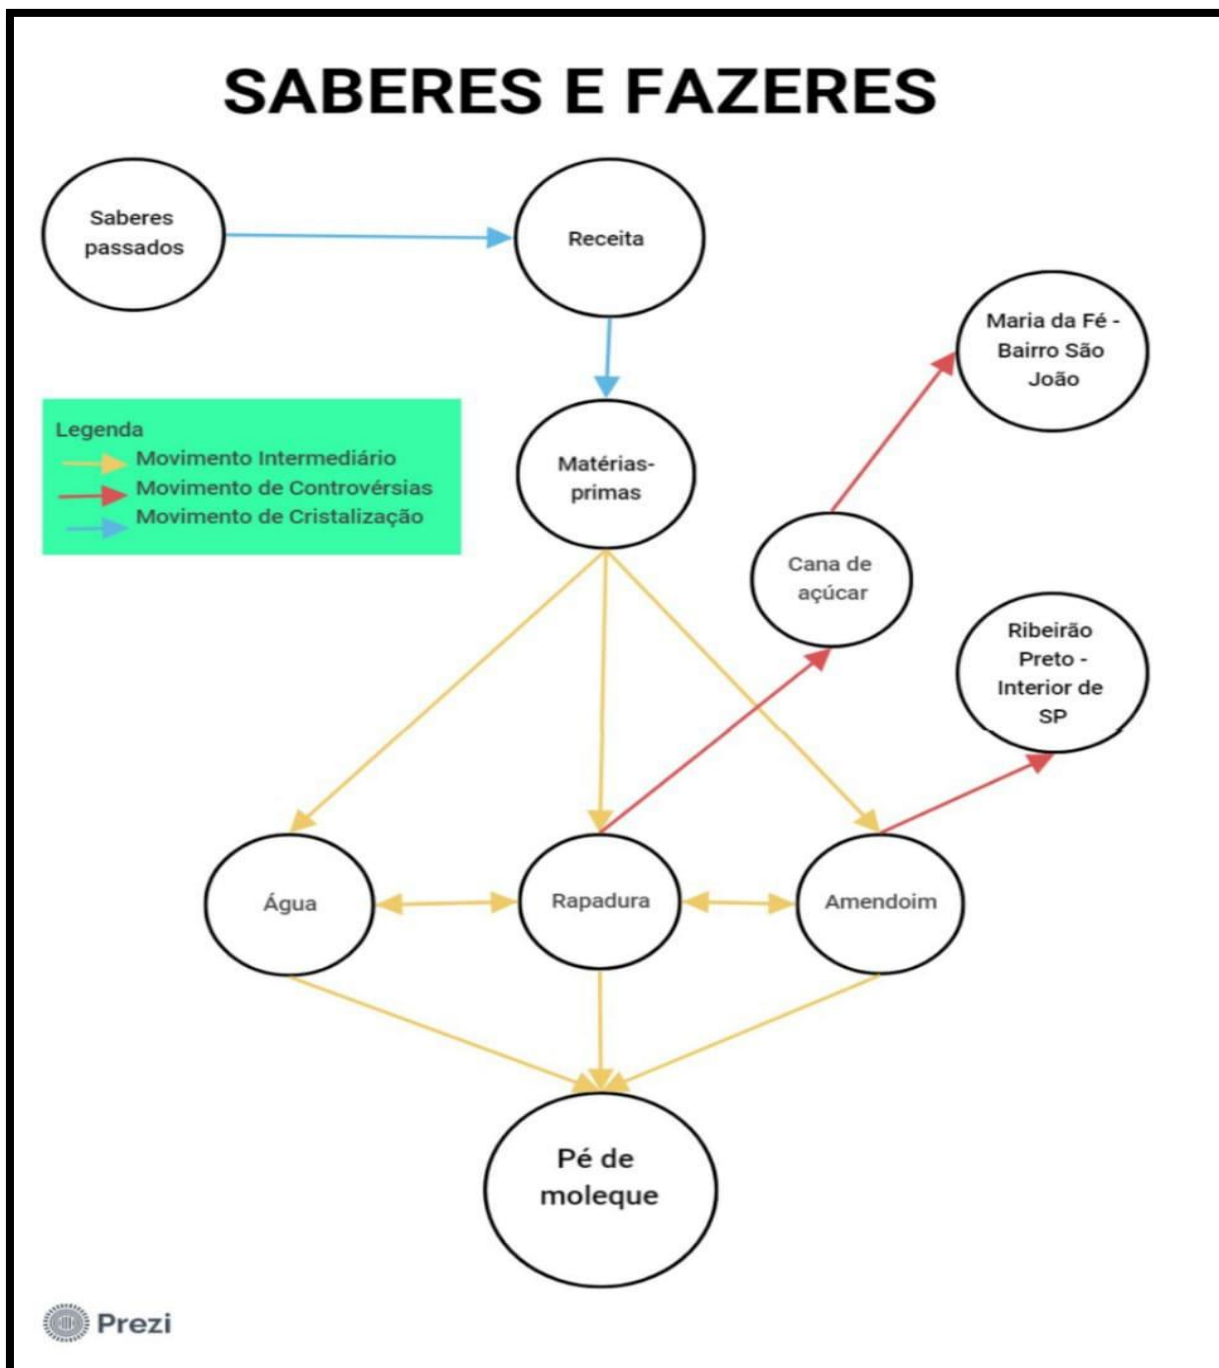 SABERES E FAZERES
Saberes
passados
Receita
Maria da Fé -
Bairro São
João
Legenda
Movimento Intermediário
Movimento de Controvérsias
Movimento de Cristalização
Matérias-
primas
Cana de
açúcar
Ribeirão
Preto -
Interior de
SP
Água
Rapadura
Amendoim
Pé de
moleque
Prezi